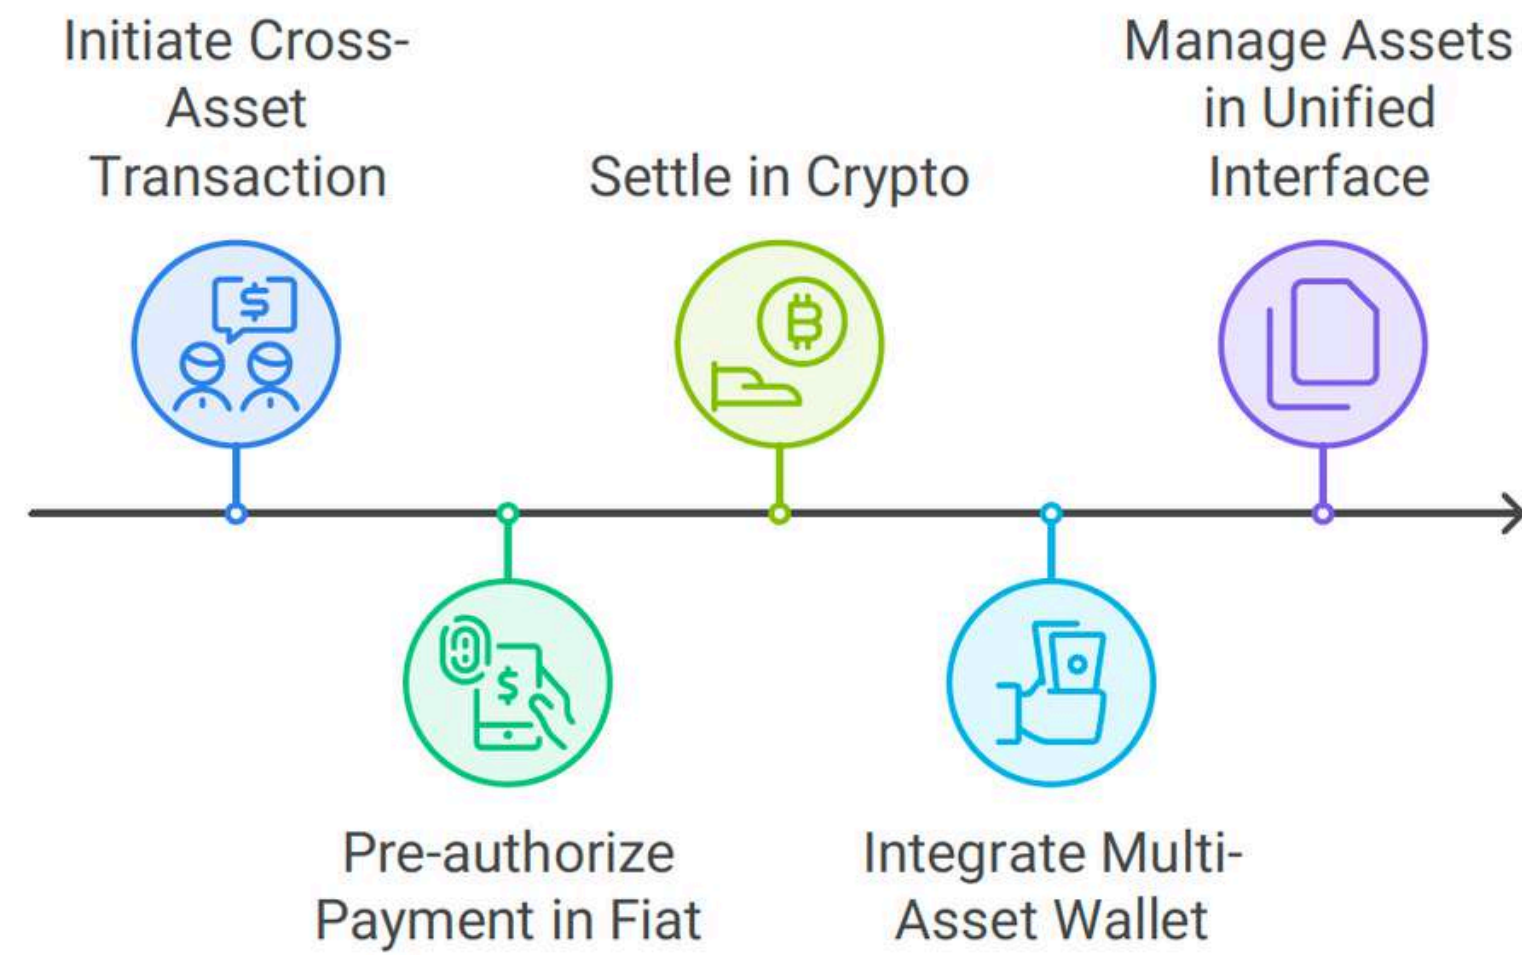 Initiate Cross-
Asset
Transaction
Pre-authorize
Payment in Fiat
Settle in Crypto
Integrate Multi-
Asset Wallet
Manage Assets
in Unified
Interface